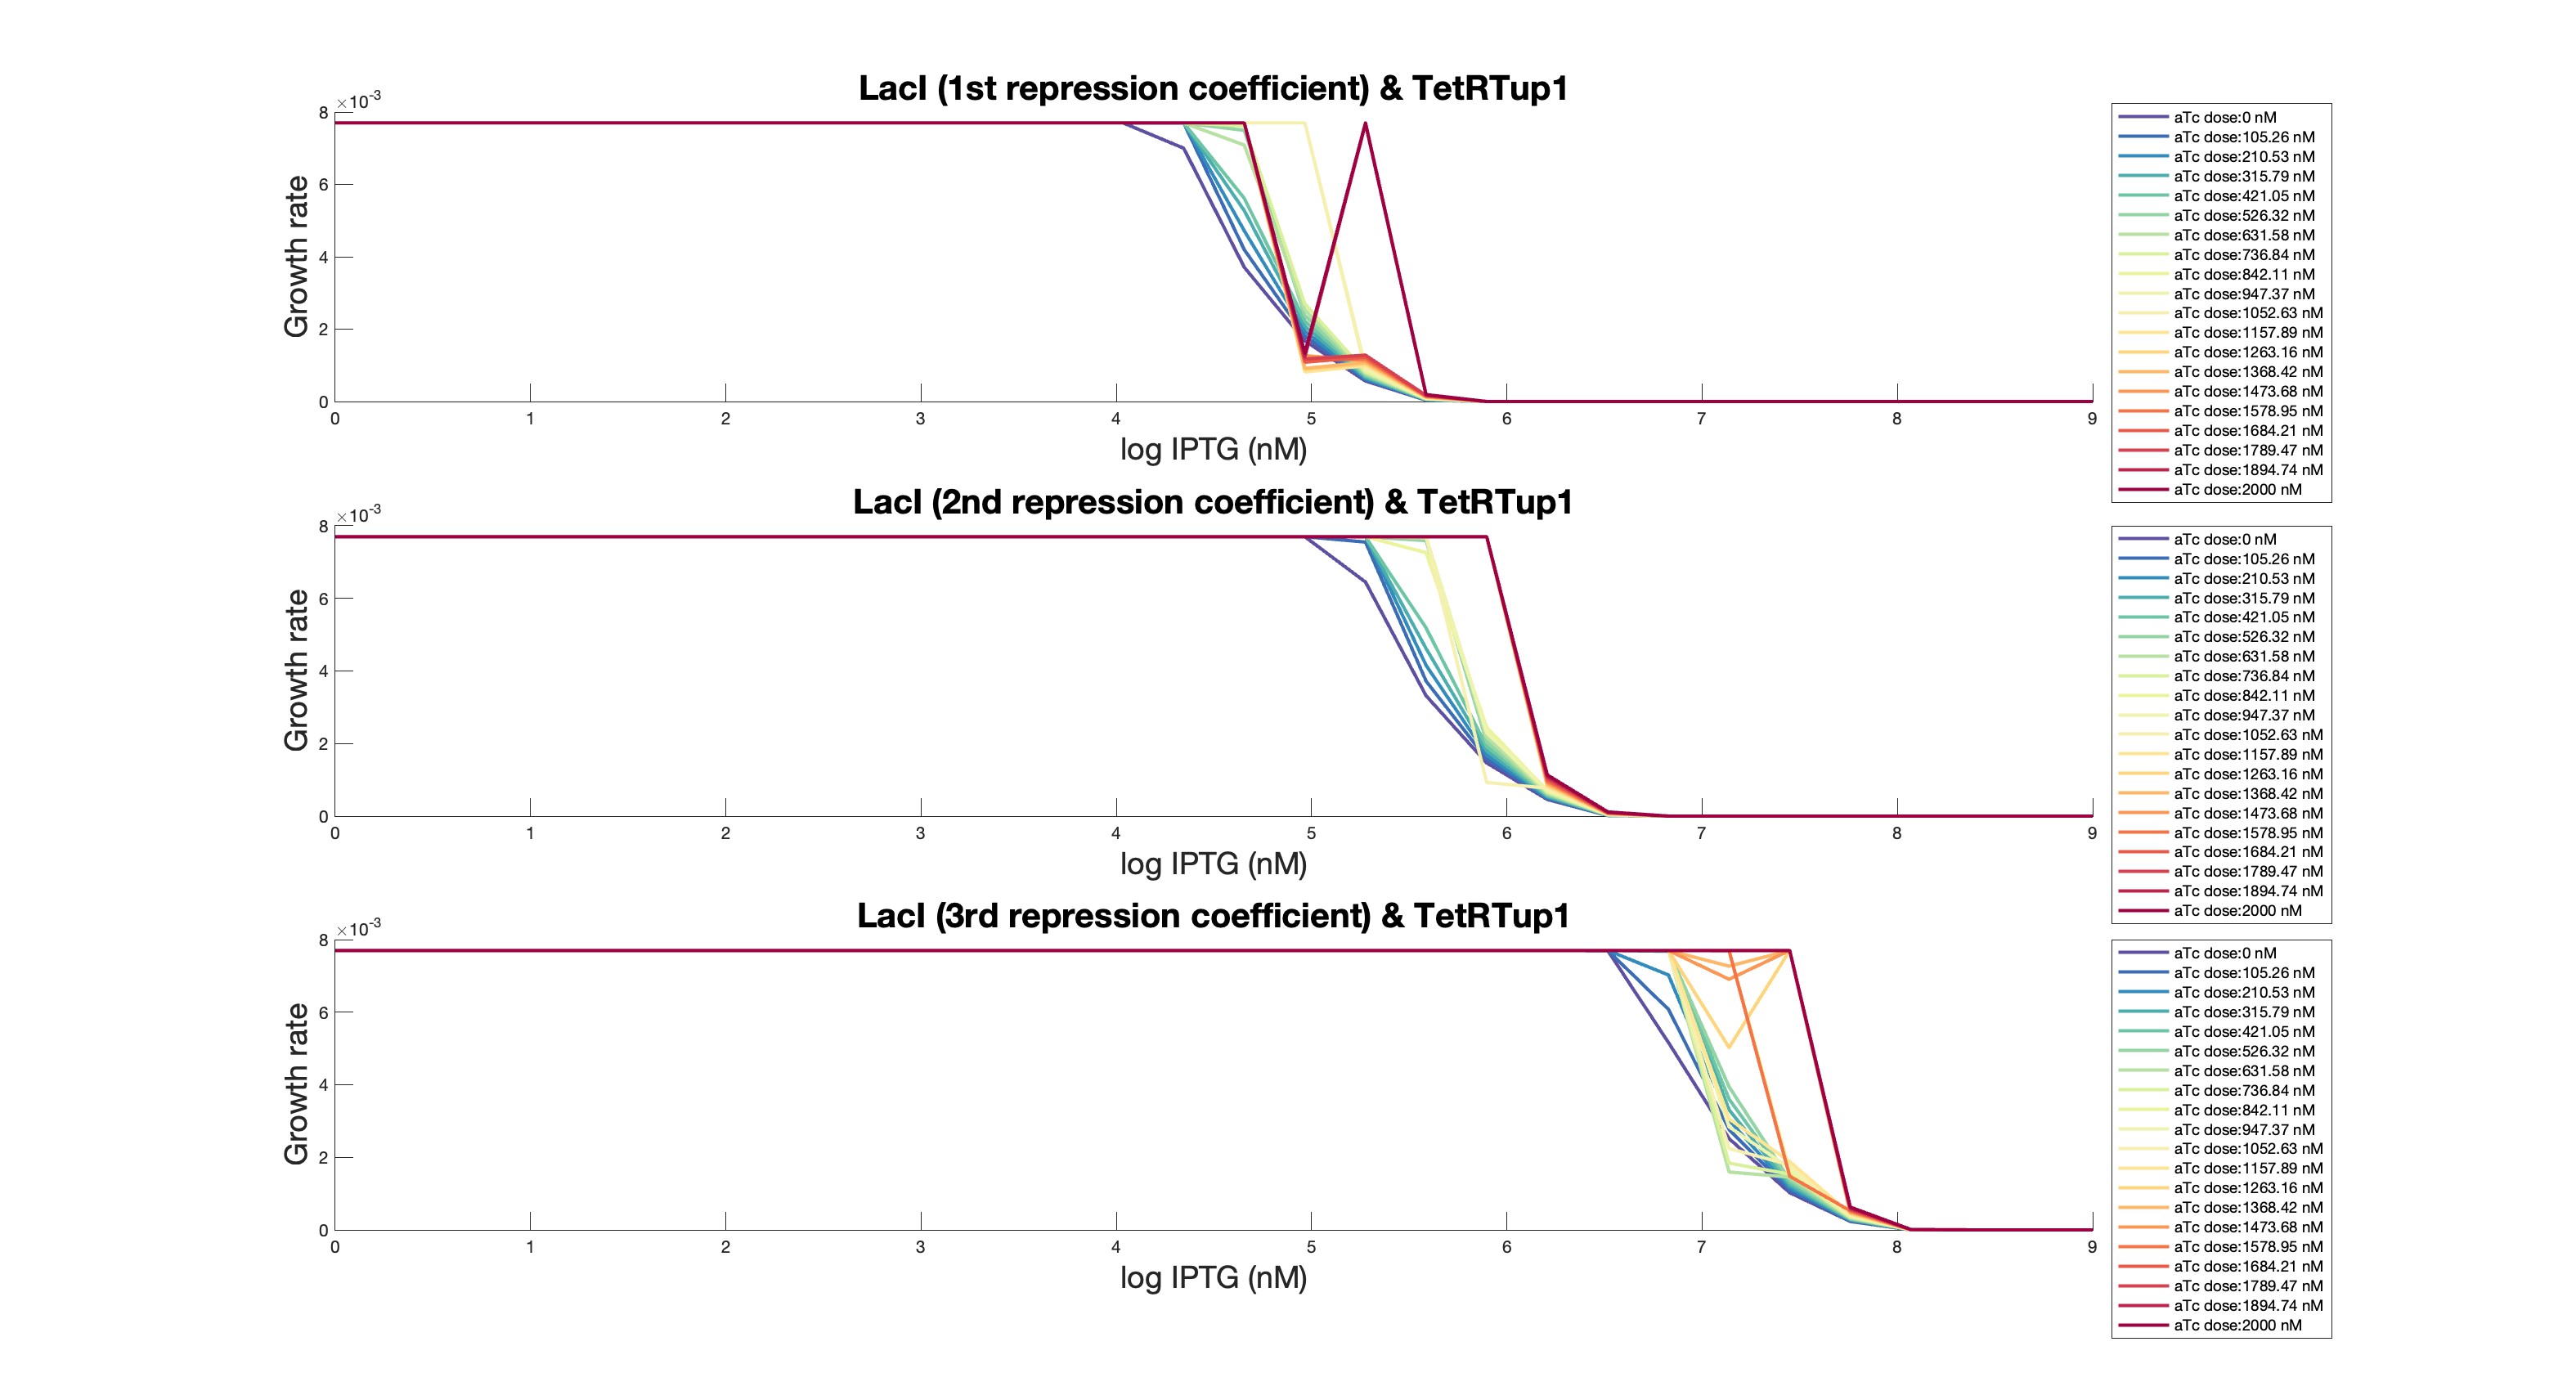 LacI (1st repression coefficient) & TetRTup1
×10-3
8
6
4
2
0
Growth rate
0 1 2 3 4 5 6 7 8 9
log IPTG (nM)
aTc dose:0 nM
aTc dose:105.26 nM
aTc dose:210.53 nM
aTc dose:315.79 nM
aTc dose:421.05 nM
aTc dose:526.32 nM
aTc dose:631.58 nM
aTc dose:736.84 nM
aTc dose:842.11 nM
aTc dose:947.37 nM
aTc dose:1052.63 nM
aTc dose:1157.89 nM
aTc dose:1263.16 nM
aTc dose:1368.42 nM
aTc dose:1473.68 nM
aTc dose:1578.95 nM
aTc dose:1684.21 nM
aTc dose:1789.47 nM
aTc dose:1894.74 nM
aTc dose:2000 nM
LacI (2nd repression coefficient) & TetRTup1
×10-3
8
6
4
2
0
Growth rate
0 1 2 3 4 5 6 7 8 9
log IPTG (nM)
aTc dose:0 nM
aTc dose:105.26 nM
aTc dose:210.53 nM
aTc dose:315.79 nM
aTc dose:421.05 nM
aTc dose:526.32 nM
aTc dose:631.58 nM
aTc dose:736.84 nM
aTc dose:842.11 nM
aTc dose:947.37 nM
aTc dose:1052.63 nM
aTc dose:1157.89 nM
aTc dose:1263.16 nM
aTc dose:1368.42 nM
aTc dose:1473.68 nM
aTc dose:1578.95 nM
aTc dose:1684.21 nM
aTc dose:1789.47 nM
aTc dose:1894.74 nM
aTc dose:2000 nM
LacI (3rd repression coefficient) & TetRTup1
×10-3
8
6
4
2
0
Growth rate
0 1 2 3 4 5 6 7 8 9
log IPTG (nM)
aTc dose:0 nM
aTc dose:105.26 nM
aTc dose:210.53 nM
aTc dose:315.79 nM
aTc dose:421.05 nM
aTc dose:526.32 nM
aTc dose:631.58 nM
aTc dose:736.84 nM
aTc dose:842.11 nM
aTc dose:947.37 nM
aTc dose:1052.63 nM
aTc dose:1157.89 nM
aTc dose:1263.16 nM
aTc dose:1368.42 nM
aTc dose:1473.68 nM
aTc dose:1578.95 nM
aTc dose:1684.21 nM
aTc dose:1789.47 nM
aTc dose:1894.74 nM
aTc dose:2000 nM